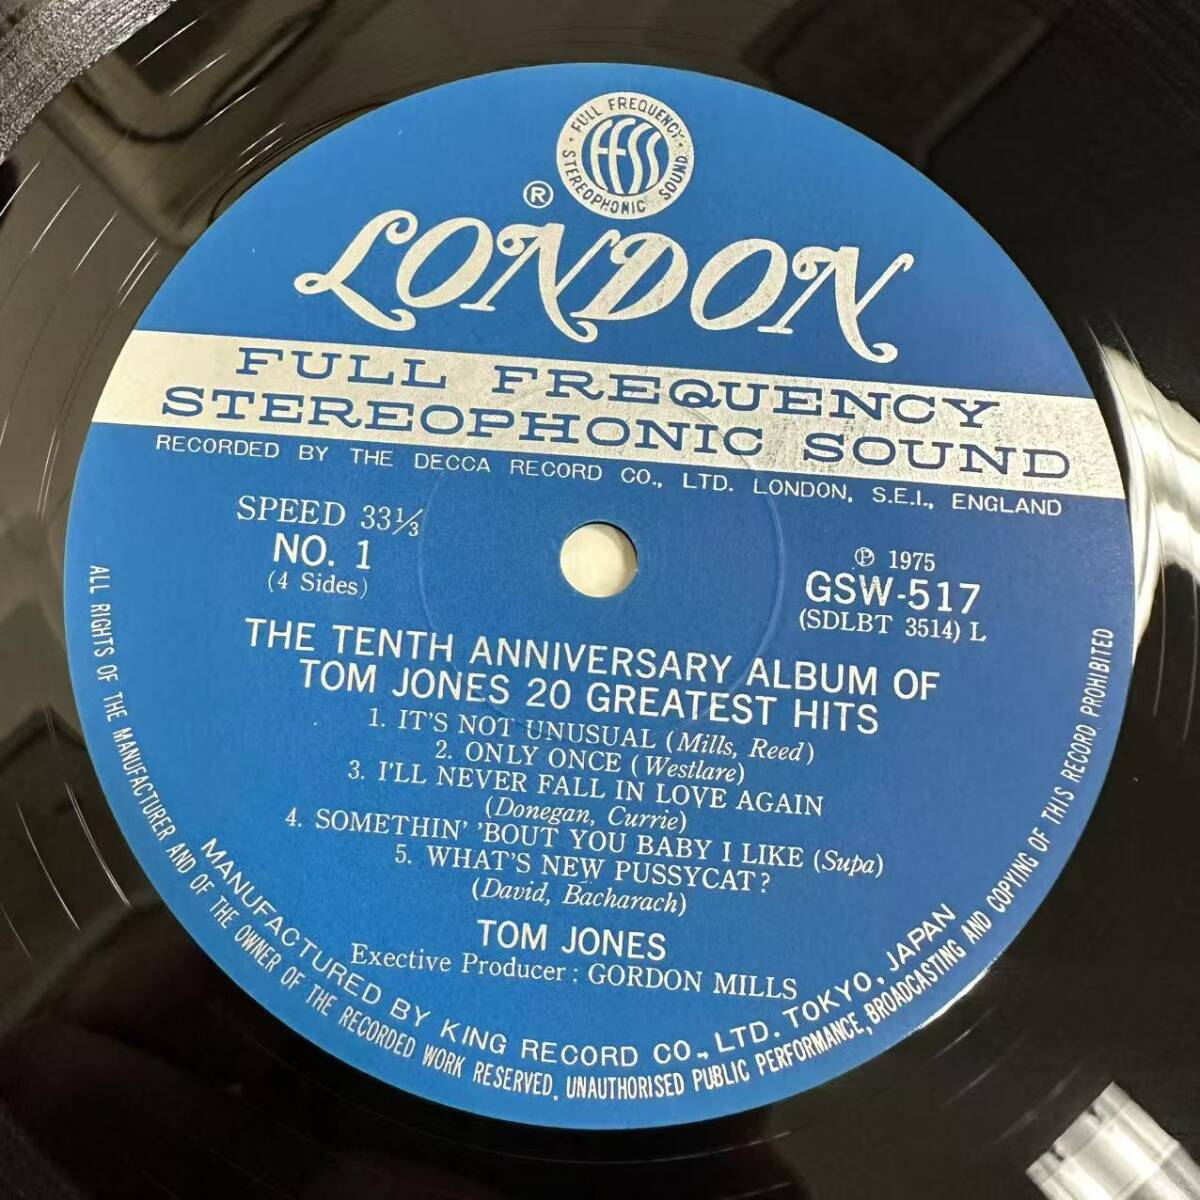 FULL FREQUENCY
FFSS
STEREOPHONIC SOUND
®
LONDON
FULL FREQUENCY
STEREOPHONIC SOUND
RECORDED BY THE DECCA RECORD CO., LTD. LONDON, S.E.I., ENGLAND
SPEED 33⅓
NO. 1
(4 Sides)
℗ 1975
GSW-517
(SDLBT 3514) L
THE TENTH ANNIVERSARY ALBUM OF
TOM JONES 20 GREATEST HITS
1. IT'S NOT UNUSUAL (Mills, Reed)
2. ONLY ONCE (Westlare)
3. I'LL NEVER FALL IN LOVE AGAIN
(Donegan, Currie)
4. SOMETHIN' 'BOUT YOU BABY I LIKE (Supa)
5. WHAT'S NEW PUSSYCAT?
(David, Bacharach)
TOM JONES
Exective Producer : GORDON MILLS
MANUFACTURED BY KING RECORD CO., LTD. TOKYO, JAPAN
ALL RIGHTS OF THE MANUFACTURER AND OF THE OWNER OF THE RECORDED WORK RESERVED. UNAUTHORISED PUBLIC PERFORMANCE, BROADCASTING AND COPYING OF THIS RECORD PROHIBITED